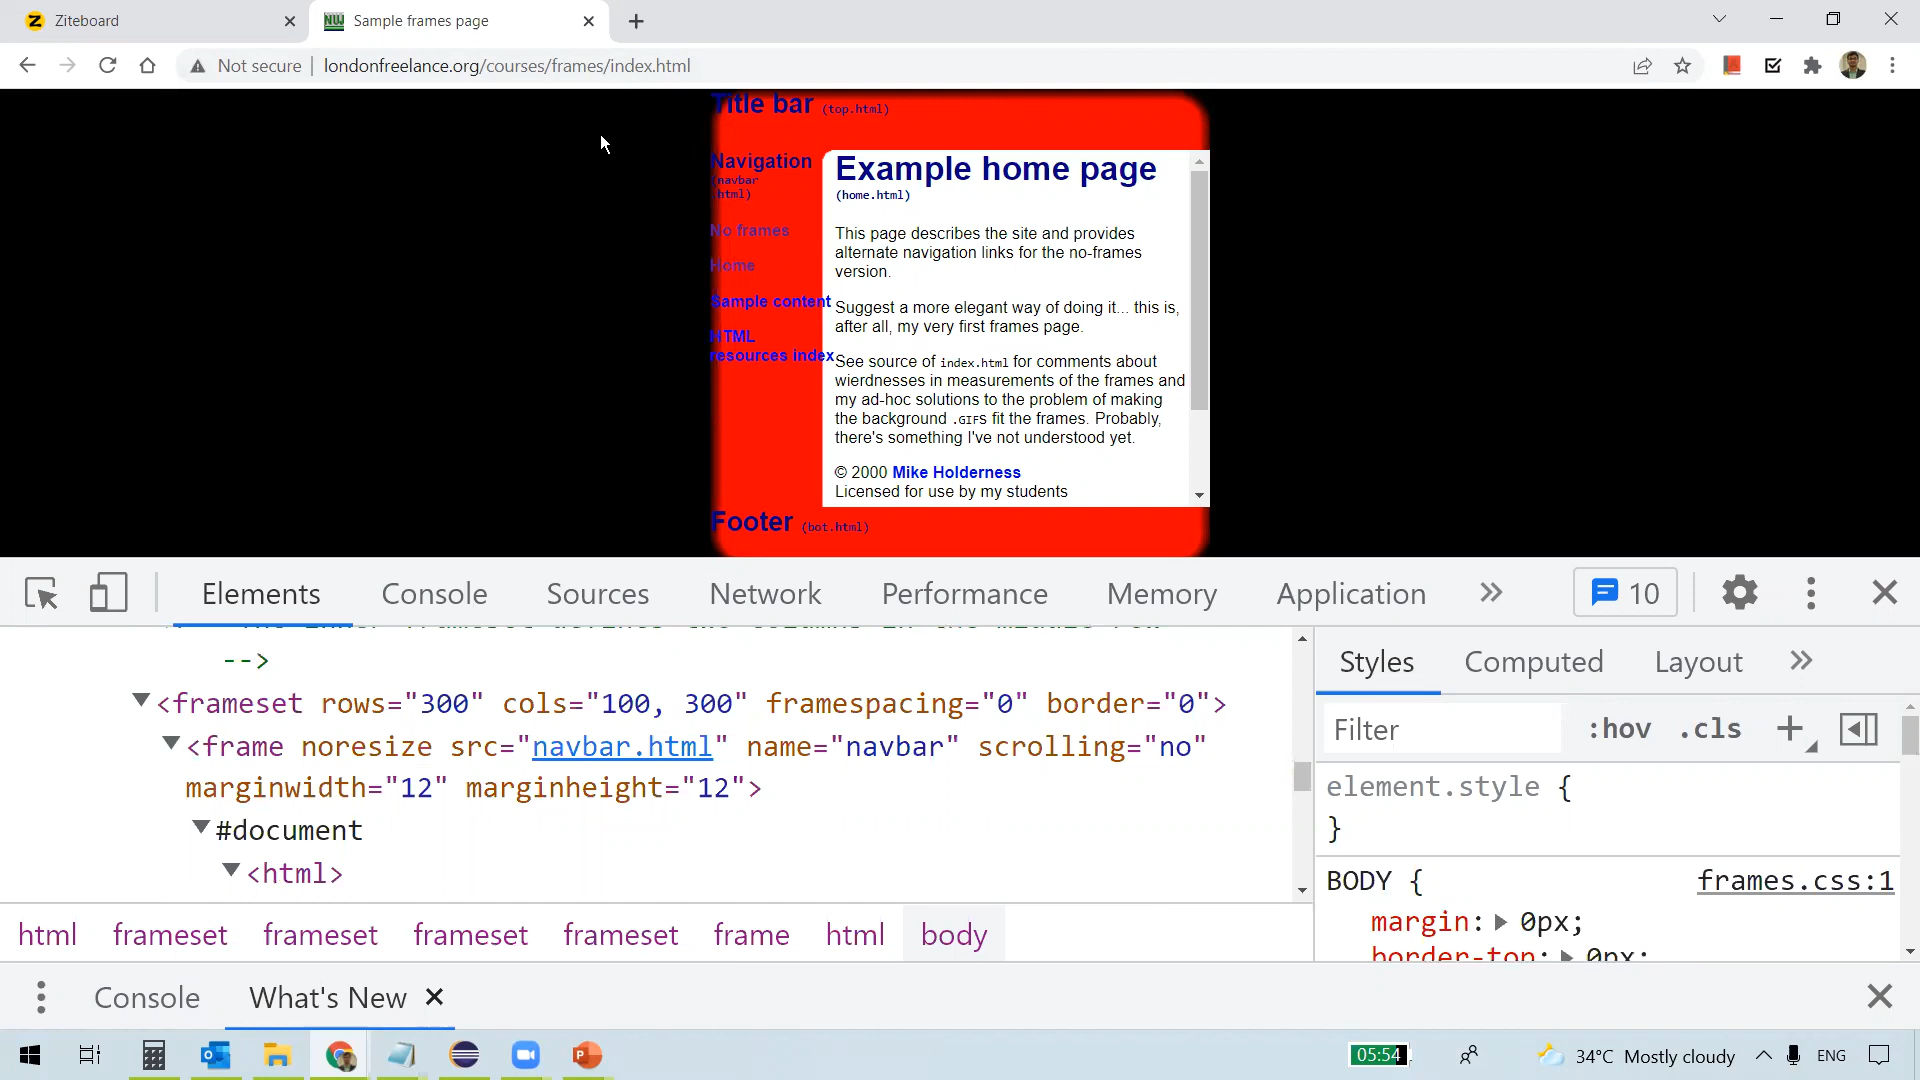 Ziteboard
Sample frames page
Not secure | londonfreelance.org/courses/frames/index.html
Title bar (top.html)
Navigation
(navbar
.html)
No frames
Home
Sample content
HTML
resources index
Example home page
(home.html)
This page describes the site and provides
alternate navigation links for the no-frames
version.
Suggest a more elegant way of doing it... this is,
after all, my very first frames page.
See source of index.html for comments about
wierdnesses in measurements of the frames and
my ad-hoc solutions to the problem of making
the background .GIFs fit the frames. Probably,
there's something I've not understood yet.
© 2000 Mike Holderness
Licensed for use by my students
Footer (bot.html)
Elements Console Sources Network Performance Memory Application 10
-->
<frameset rows="300" cols="100, 300" framespacing="0" border="0">
<frame noresize src="navbar.html" name="navbar" scrolling="no"
marginwidth="12" marginheight="12">
#document
<html>
html frameset frameset frameset frameset frame html body
Styles Computed Layout
Filter :hov .cls
element.style {
}
BODY { frames.css:1
margin: 0px;
border-top: 0px;
Console What's New
05:54 34°C Mostly cloudy ENG